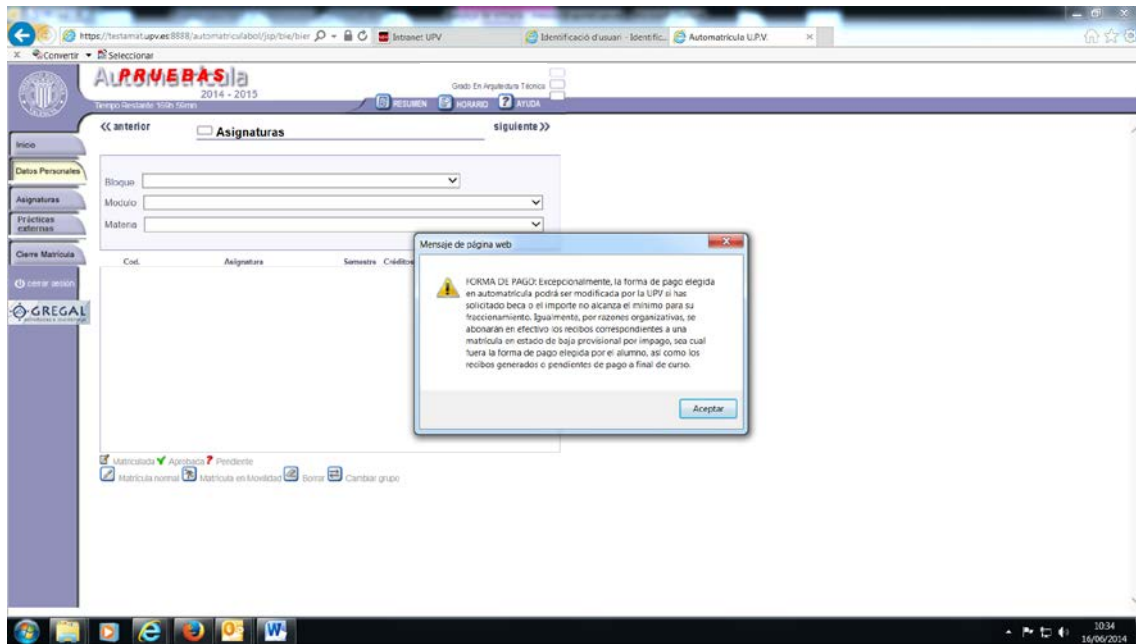 https://testamat.upv.es:8888/automatriculabol/jsp/bie/bier
Intranet UPV
Identificació d'usuari - Identific...
Automatrícula U.P.V.
x Convertir
Seleccionar
Automatrícula
PRUEBAS
2014 - 2015
Grado En Arquitectura Técnica
Tiempo Restante 166h 59mn
RESUMEN
HORARIO
? AYUDA
<< anterior
Asignaturas
siguiente >>
Inicio
Datos Personales
Asignaturas
Prácticas
externas
Cierre Matrícula
cerrar sesión
GREGAL
Bloque
Modulo
Materia
Cod. Asignatura Semestre Créditos
Mensaje de página web
FORMA DE PAGO: Excepcionalmente, la forma de pago elegida
en automatrícula podrá ser modificada por la UPV si has
solicitado beca o el importe no alcanza el mínimo para su
fraccionamiento. Igualmente, por razones organizativas, se
abonarán en efectivo los recibos correspondientes a una
matrícula en estado de baja provisional por impago, sea cual
fuera la forma de pago elegida por el alumno, así como los
recibos generados o pendientes de pago a final de curso.
Aceptar
Matriculada Aprobada ? Pendiente
Matrícula normal Matrícula en Movilidad Borrar Cambiar grupo
10:34
16/06/2014